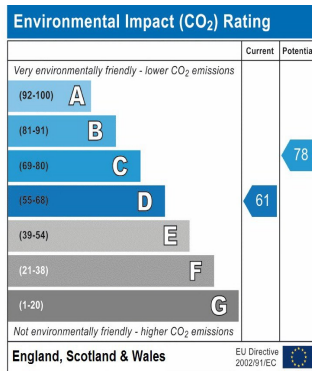 Environmental Impact (CO₂) Rating
Current Potentia
Very environmentally friendly - lower CO₂ emissions
(92-100) A
(81-91) B
(69-80) C
78
(55-68) D
61
(39-54) E
(21-38) F
(1-20) G
Not environmentally friendly - higher CO₂ emissions
England, Scotland & Wales
EU Directive
2002/91/EC